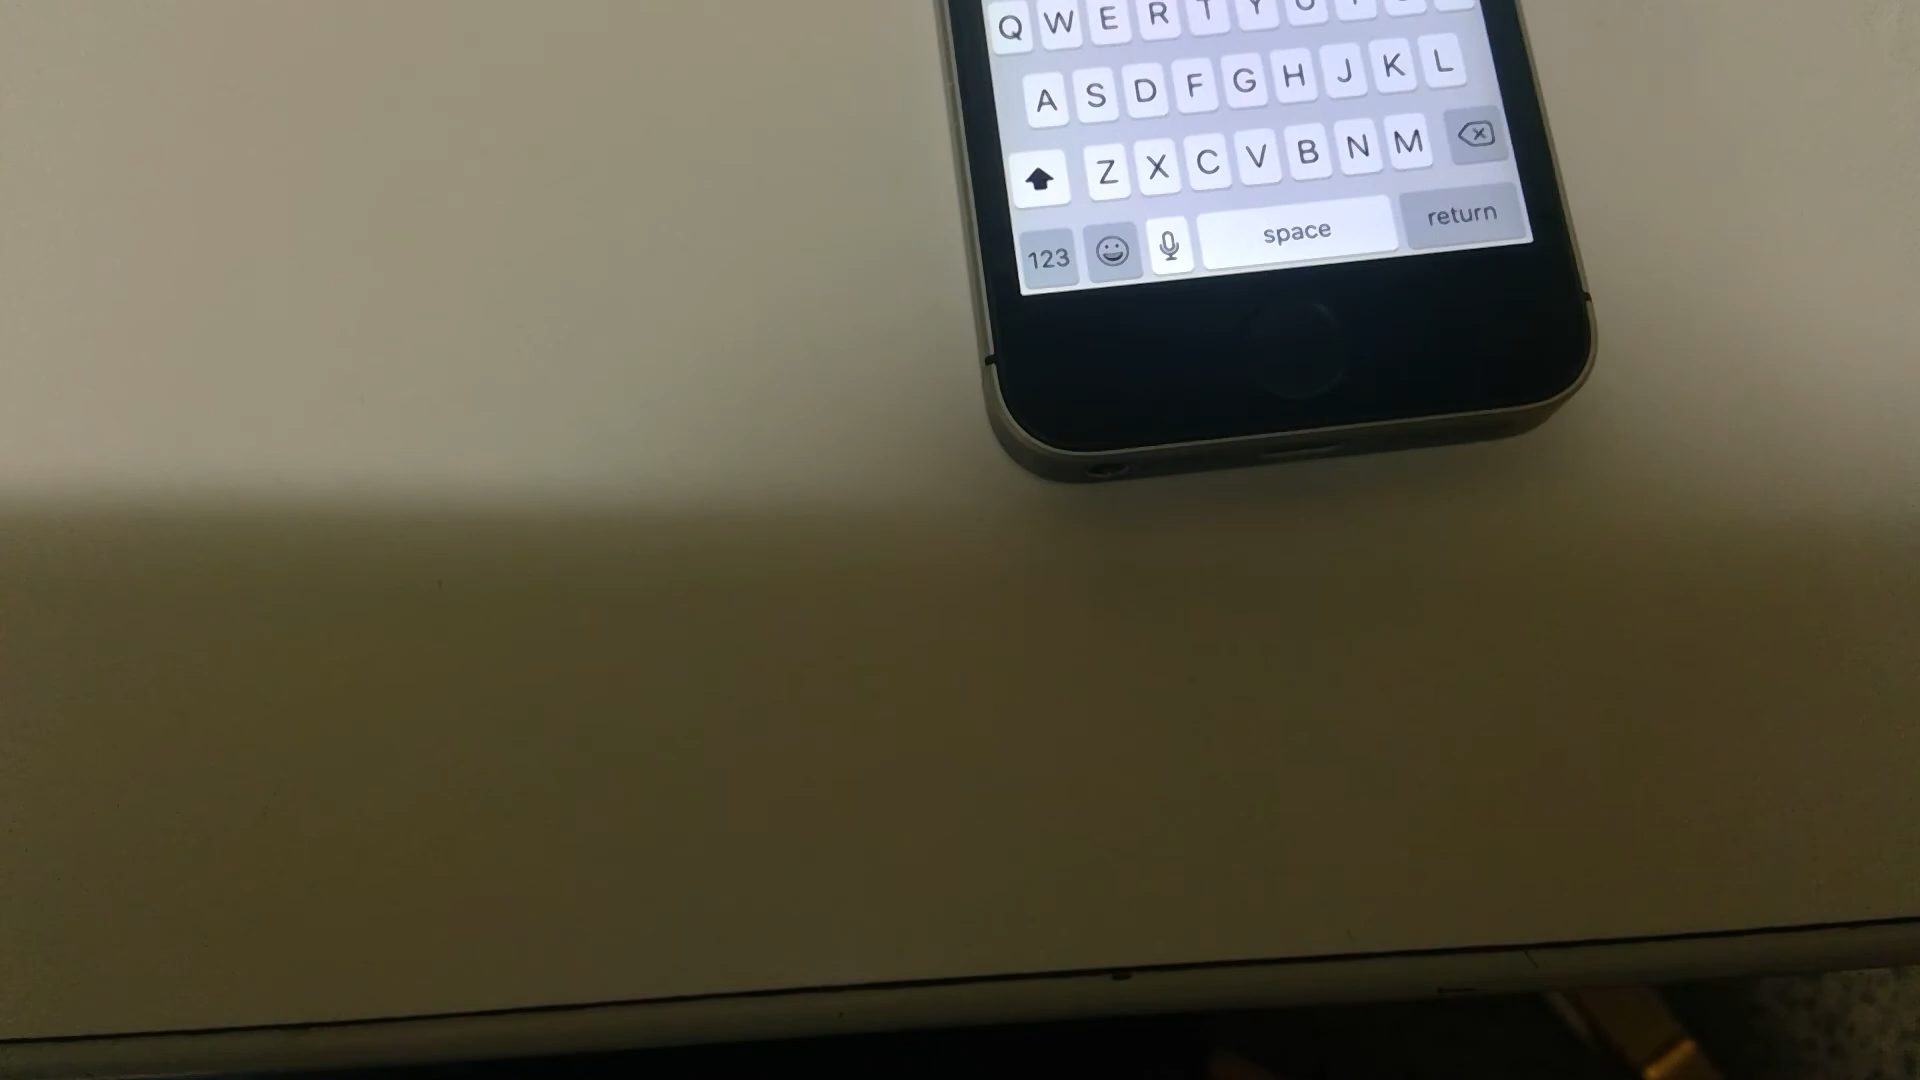 Q W E R T Y U
A S D F G H J K L
Z X C V B N M
123 space return